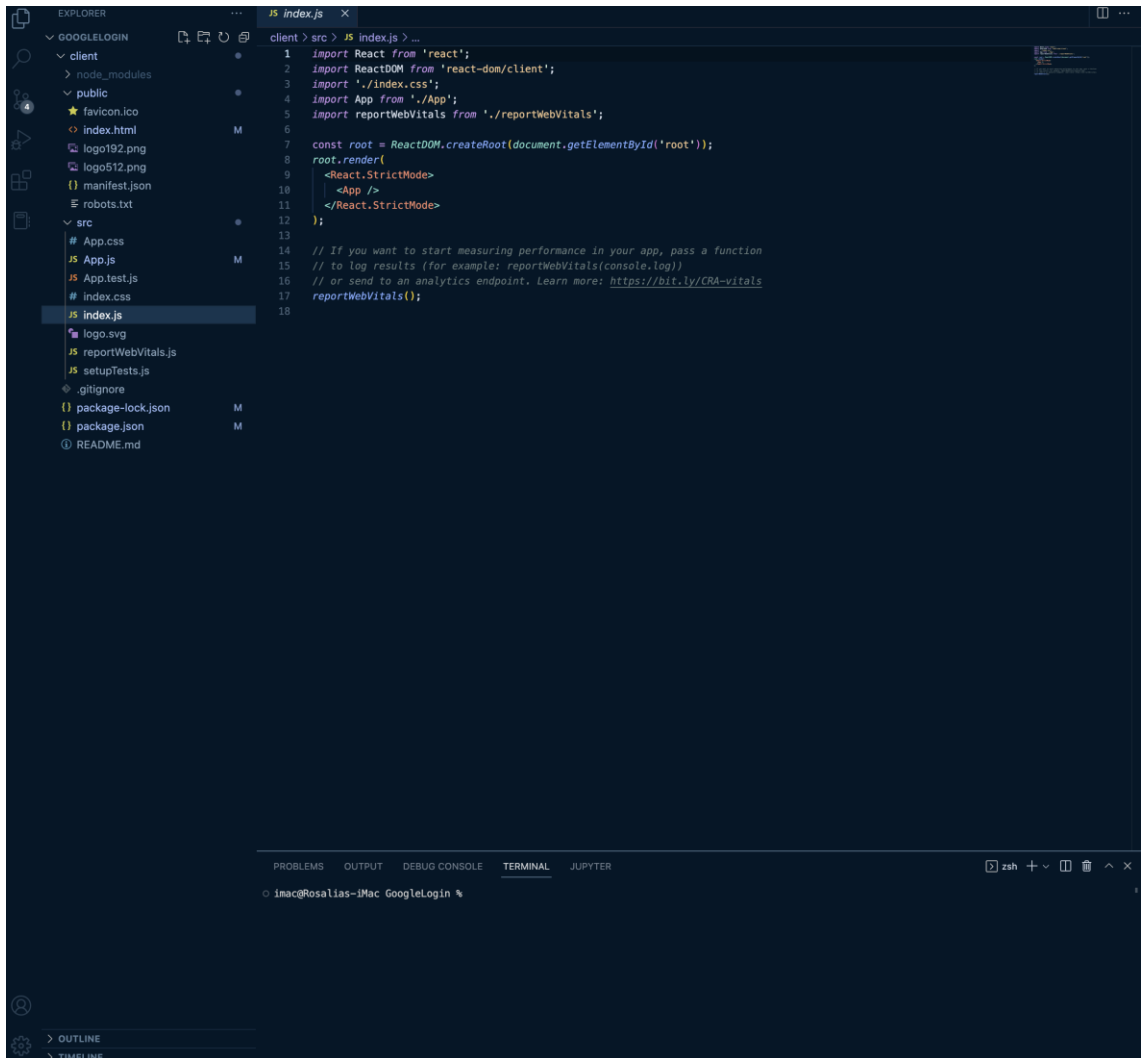 EXPLORER
GOOGLELOGIN
client
node_modules
public
favicon.ico
index.html M
logo192.png
logo512.png
manifest.json
robots.txt
src
App.css
App.js M
App.test.js
index.css
index.js
logo.svg
reportWebVitals.js
setupTests.js
.gitignore
package-lock.json M
package.json M
README.md
4
OUTLINE
TIMELINE
JS index.js
client > src > JS index.js > ...
1 import React from 'react';
2 import ReactDOM from 'react-dom/client';
3 import './index.css';
4 import App from './App';
5 import reportWebVitals from './reportWebVitals';
6
7 const root = ReactDOM.createRoot(document.getElementById('root'));
8 root.render(
9 <React.StrictMode>
10 <App />
11 </React.StrictMode>
12 );
13
14 // If you want to start measuring performance in your app, pass a function
15 // to log results (for example: reportWebVitals(console.log))
16 // or send to an analytics endpoint. Learn more: https://bit.ly/CRA-vitals
17 reportWebVitals();
18
PROBLEMS OUTPUT DEBUG CONSOLE TERMINAL JUPYTER
zsh
imac@Rosalias-iMac GoogleLogin %